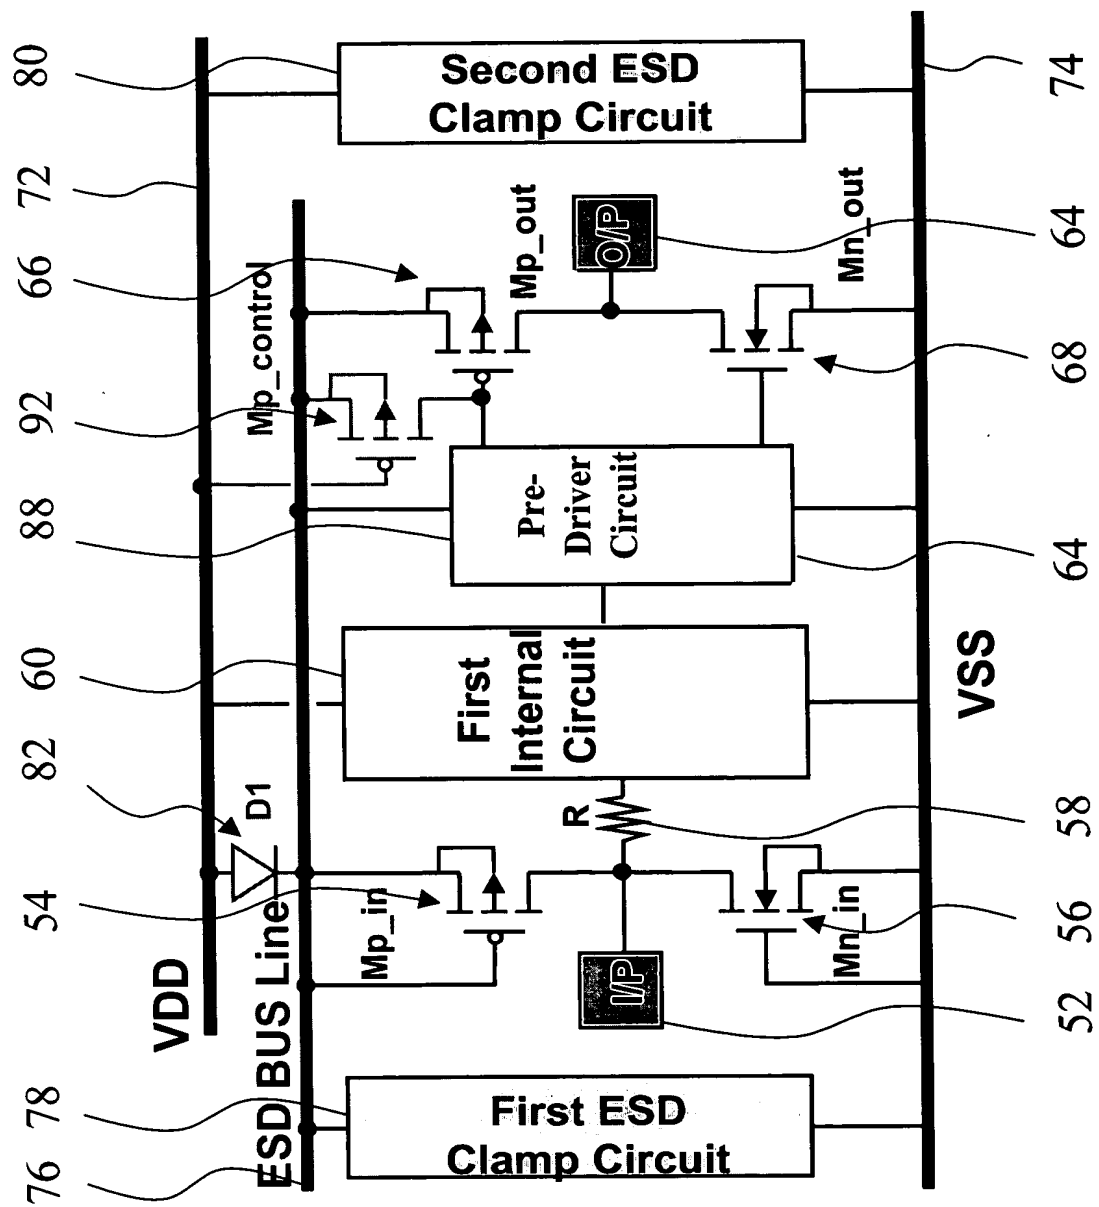 80
72
66
92
88
60
82
54
78
76
Second ESD
Clamp Circuit
Mp_control
Mp_out
O/P
Mn_out
Pre-
Driver
Circuit
First
Internal
Circuit
VDD
D1
ESD BUS Line
Mp_in
R
I/P
Mn_in
VSS
First ESD
Clamp Circuit
74
64
68
64
58
56
52